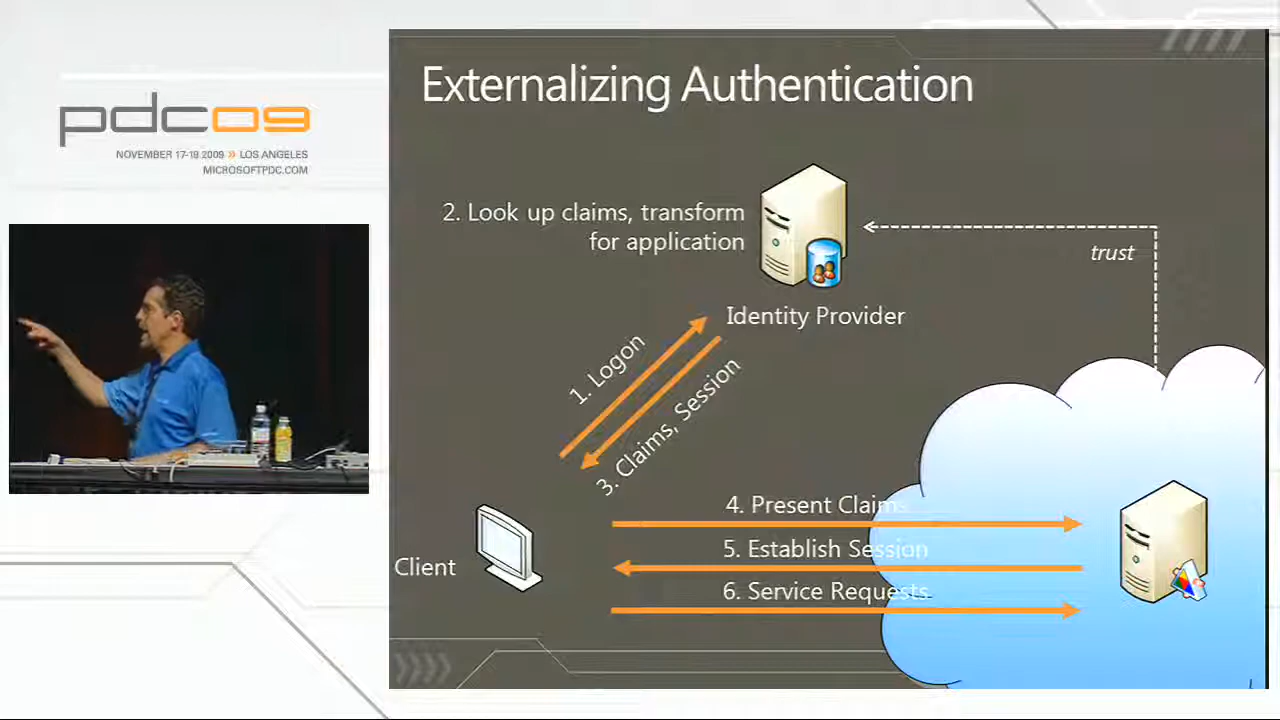 pdc09
NOVEMBER 17-19 2009 » LOS ANGELES
MICROSOFTPDC.COM
Externalizing Authentication
2. Look up claims, transform
for application
trust
Identity Provider
1. Logon
3. Claims, Session
4. Present Claims
Client
5. Establish Session
6. Service Requests